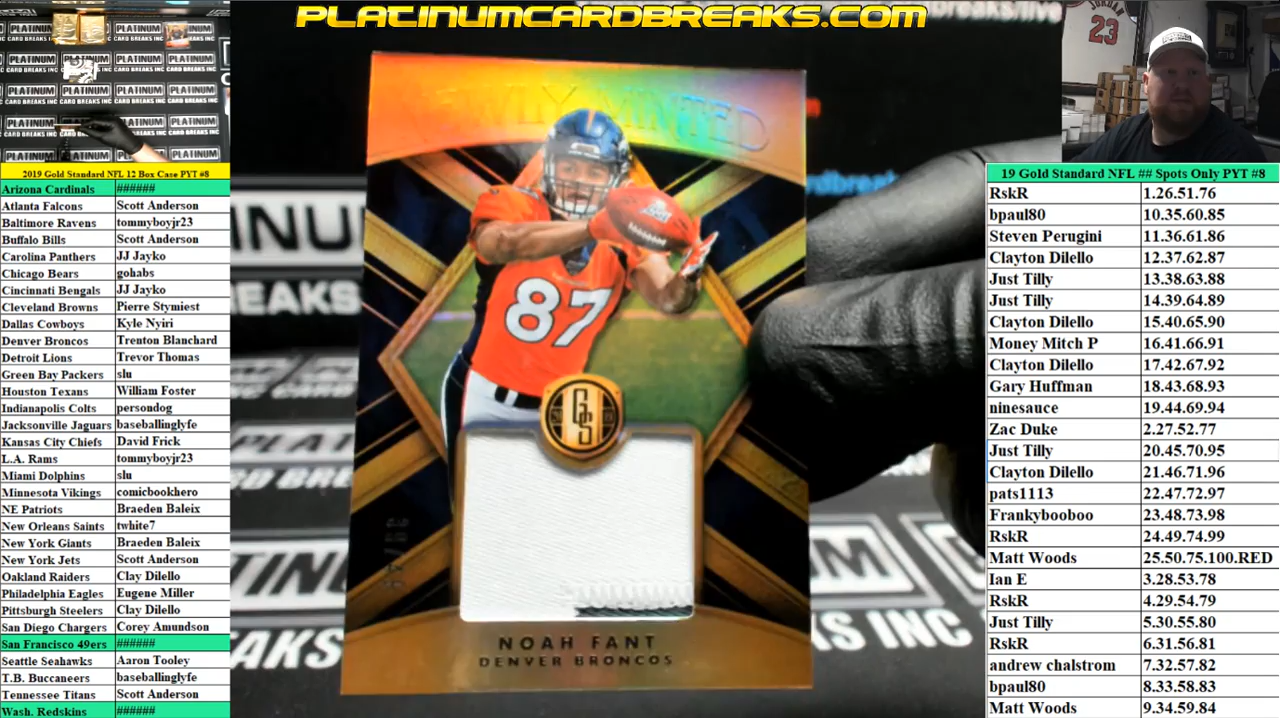 PLATINUMCARDBREAKS.COM
JORDAN
23
2019 Gold Standard NFL 12 Box Case PYT #8
Arizona Cardinals ######
Atlanta Falcons Scott Anderson
Baltimore Ravens tommyboyjr23
Buffalo Bills Scott Anderson
Carolina Panthers JJ Jayko
Chicago Bears gohabs
Cincinnati Bengals JJ Jayko
Cleveland Browns Pierre Stymiest
Dallas Cowboys Kyle Nyiri
Denver Broncos Trenton Blanchard
Detroit Lions Trevor Thomas
Green Bay Packers slu
Houston Texans William Foster
Indianapolis Colts persondog
Jacksonville Jaguars baseballinglyfe
Kansas City Chiefs David Frick
L.A. Rams tommyboyjr23
Miami Dolphins slu
Minnesota Vikings comicbookhero
NE Patriots Braeden Baleix
New Orleans Saints twhite7
New York Giants Braeden Baleix
New York Jets Scott Anderson
Oakland Raiders Clay Dilello
Philadelphia Eagles Eugene Miller
Pittsburgh Steelers Clay Dilello
San Diego Chargers Corey Amundson
San Francisco 49ers ######
Seattle Seahawks Aaron Tooley
T.B. Buccaneers baseballinglyfe
Tennessee Titans Scott Anderson
Wash. Redskins ######
MINTED
87
GS
NOAH FANT
DENVER BRONCOS
19 Gold Standard NFL ## Spots Only PYT #8
RskR 1.26.51.76
bpaul80 10.35.60.85
Steven Perugini 11.36.61.86
Clayton Dilello 12.37.62.87
Just Tilly 13.38.63.88
Just Tilly 14.39.64.89
Clayton Dilello 15.40.65.90
Money Mitch P 16.41.66.91
Clayton Dilello 17.42.67.92
Gary Huffman 18.43.68.93
ninesauce 19.44.69.94
Zac Duke 2.27.52.77
Just Tilly 20.45.70.95
Clayton Dilello 21.46.71.96
pats1113 22.47.72.97
Frankybooboo 23.48.73.98
RskR 24.49.74.99
Matt Woods 25.50.75.100.RED
Ian E 3.28.53.78
RskR 4.29.54.79
Just Tilly 5.30.55.80
RskR 6.31.56.81
andrew chalstrom 7.32.57.82
bpaul80 8.33.58.83
Matt Woods 9.34.59.84